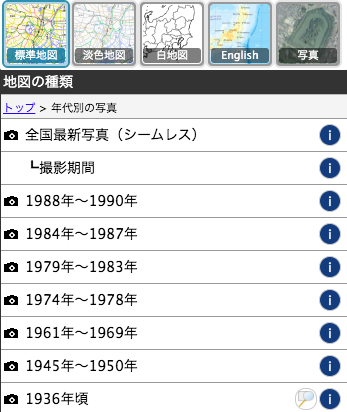 標準地図 淡色地図 白地図 English 写真
地図の種類
トップ > 年代別の写真
全国最新写真（シームレス）
┗撮影期間
1988年～1990年
1984年～1987年
1979年～1983年
1974年～1978年
1961年～1969年
1945年～1950年
1936年頃